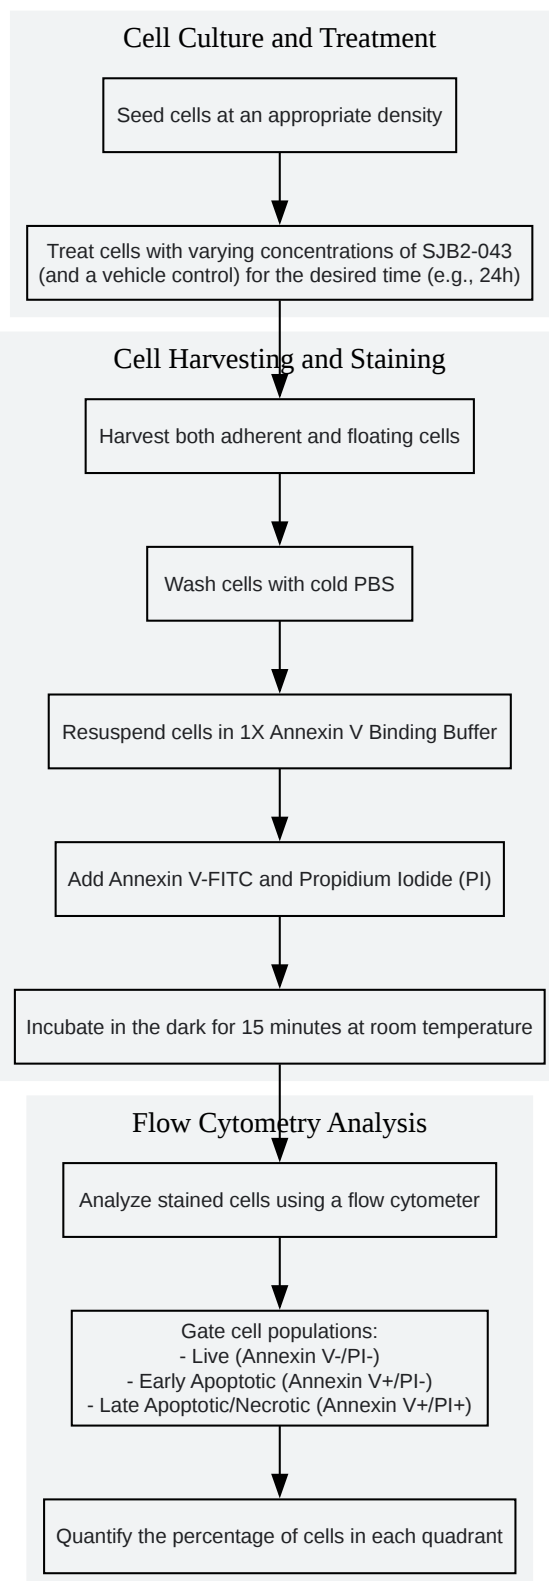 Cell Culture and Treatment
Seed cells at an appropriate density
Treat cells with varying concentrations of SJB2-043
(and a vehicle control) for the desired time (e.g., 24h)
Cell Harvesting and Staining
Harvest both adherent and floating cells
Wash cells with cold PBS
Resuspend cells in 1X Annexin V Binding Buffer
Add Annexin V-FITC and Propidium Iodide (PI)
Incubate in the dark for 15 minutes at room temperature
Flow Cytometry Analysis
Analyze stained cells using a flow cytometer
Gate cell populations:
- Live (Annexin V-/PI-)
- Early Apoptotic (Annexin V+/PI-)
- Late Apoptotic/Necrotic (Annexin V+/PI+)
Quantify the percentage of cells in each quadrant